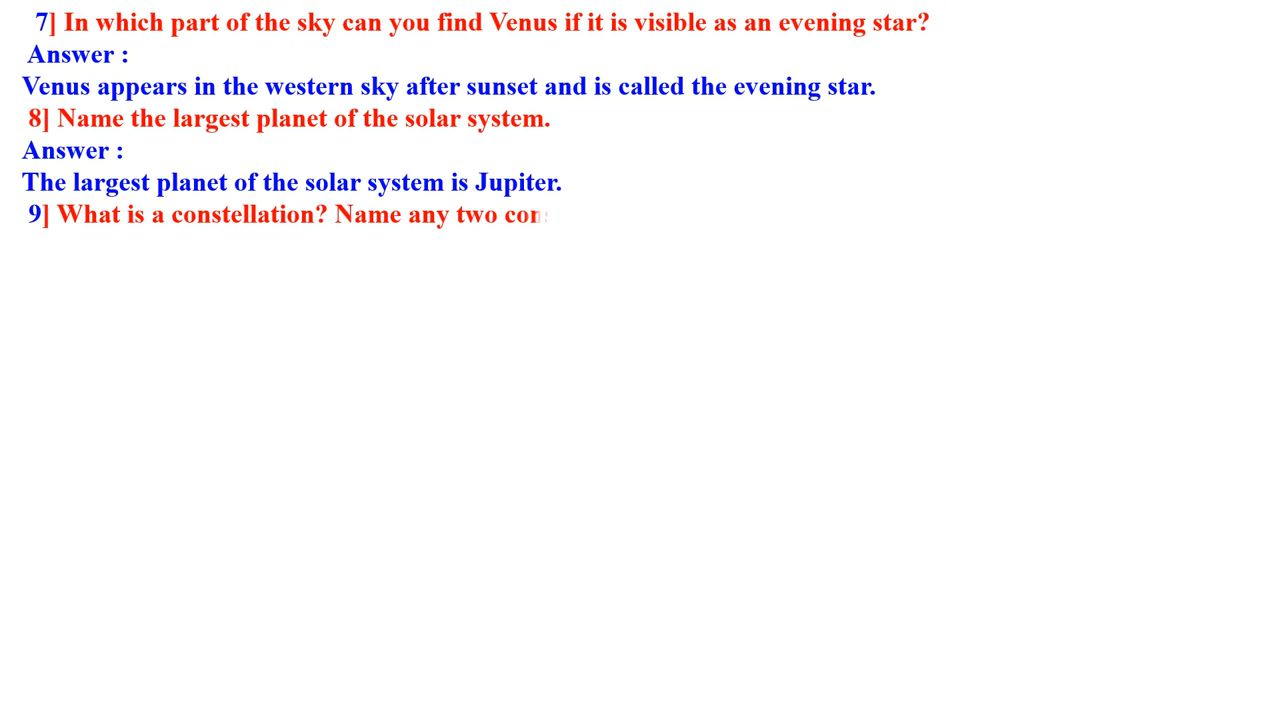 7] In which part of the sky can you find Venus if it is visible as an evening star?
Answer :
Venus appears in the western sky after sunset and is called the evening star.
8] Name the largest planet of the solar system.
Answer :
The largest planet of the solar system is Jupiter.
9] What is a constellation? Name any two